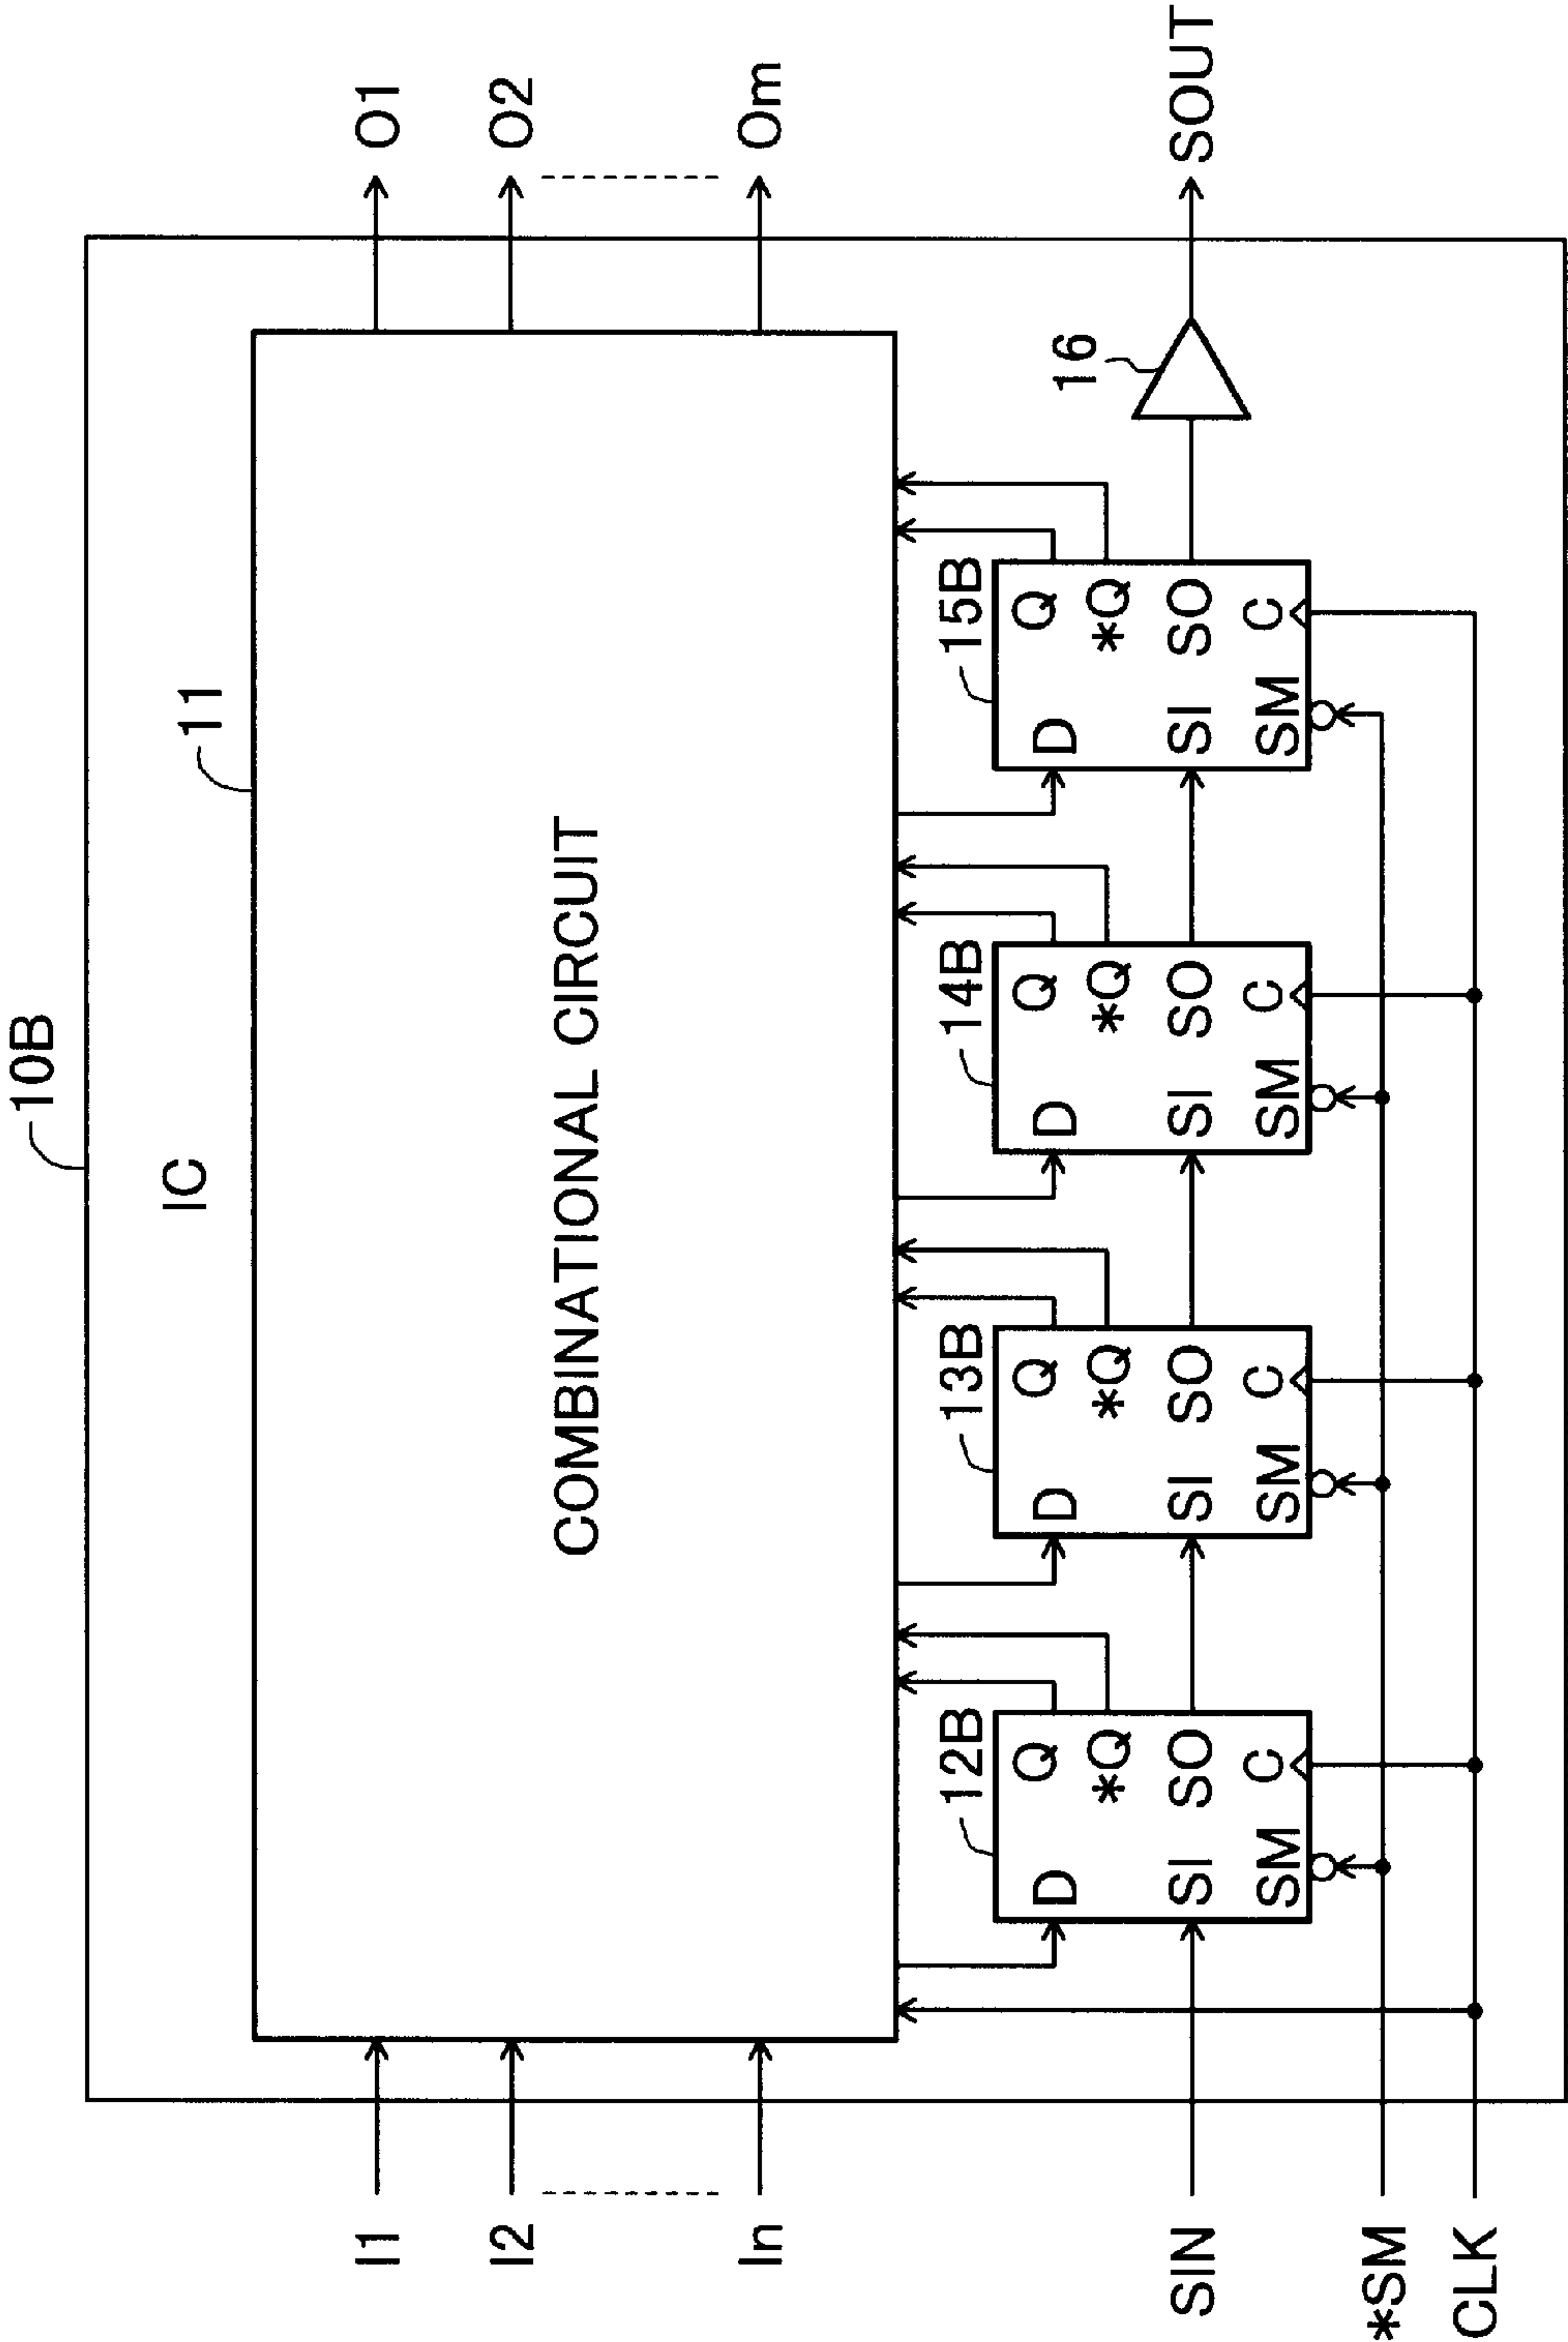 10B
IC
11
COMBINATIONAL CIRCUIT
I1
I2
In
O1
O2
Om
12B
D
Q
*Q
SI
SO
SM
C
13B
D
Q
*Q
SI
SO
SM
C
14B
D
Q
*Q
SI
SO
SM
C
15B
D
Q
*Q
SI
SO
SM
C
16
SOUT
SIN
*SM
CLK